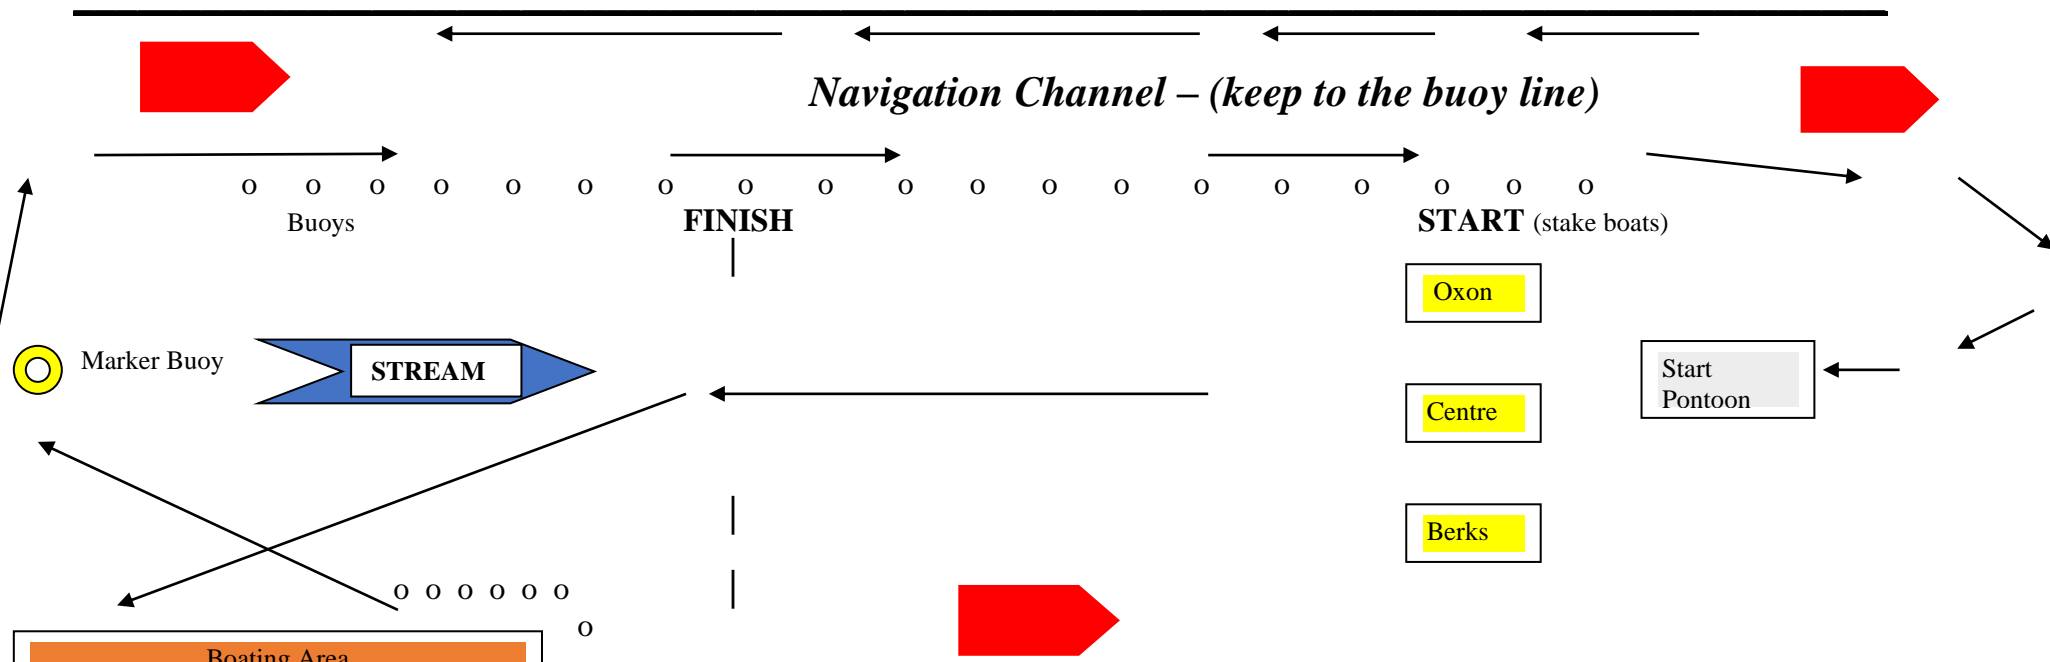 Navigation Channel – (keep to the buoy line)
o o o o o o o o o o o o o o o o o o o
Buoys
FINISH
START (stake boats)
Oxon
Marker Buoy
STREAM
Start
Pontoon
Centre
Berks
o o o o o o
o
Boating Area